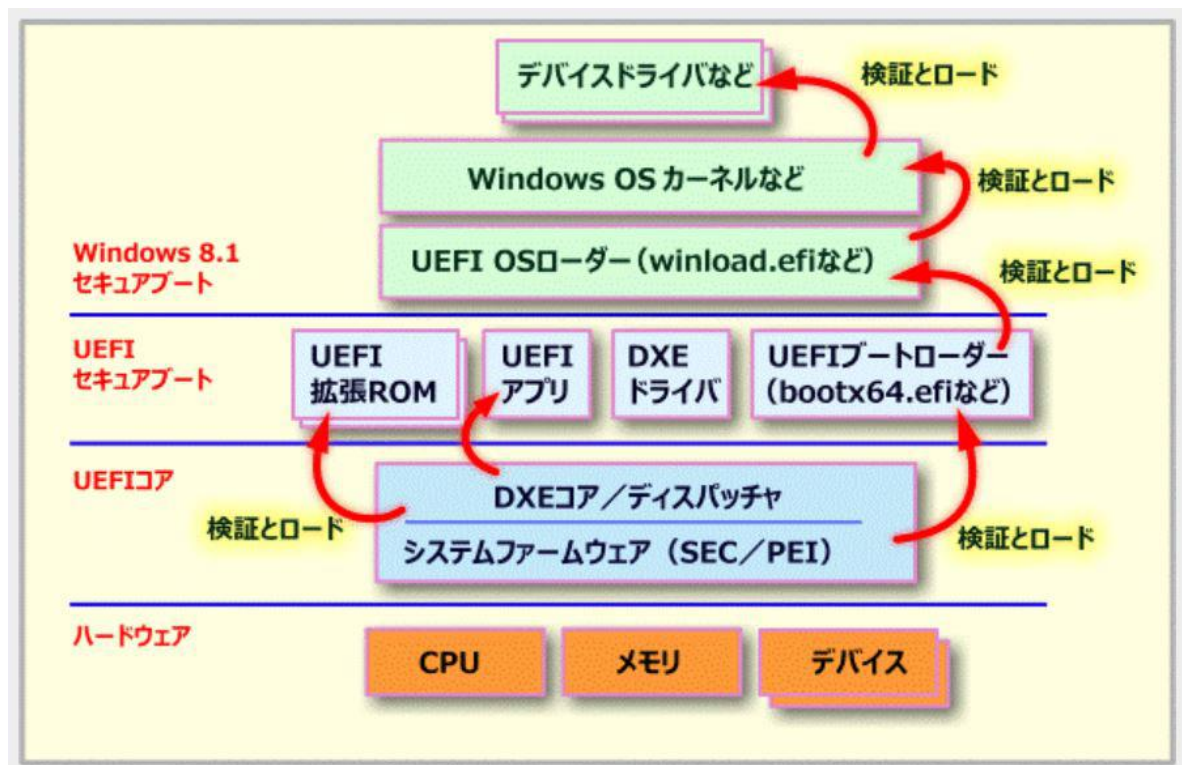 デバイスドライバなど
検証とロード
Windows OS カーネルなど
検証とロード
Windows 8.1
セキュアブート
UEFI OSローダー（winload.efiなど）
検証とロード
UEFI
セキュアブート
UEFI
拡張ROM
UEFI
アプリ
DXE
ドライバ
UEFIブートローダー
（bootx64.efiなど）
UEFIコア
DXEコア／ディスパッチャ
検証とロード
システムファームウェア（SEC／PEI）
検証とロード
ハードウェア
CPU
メモリ
デバイス